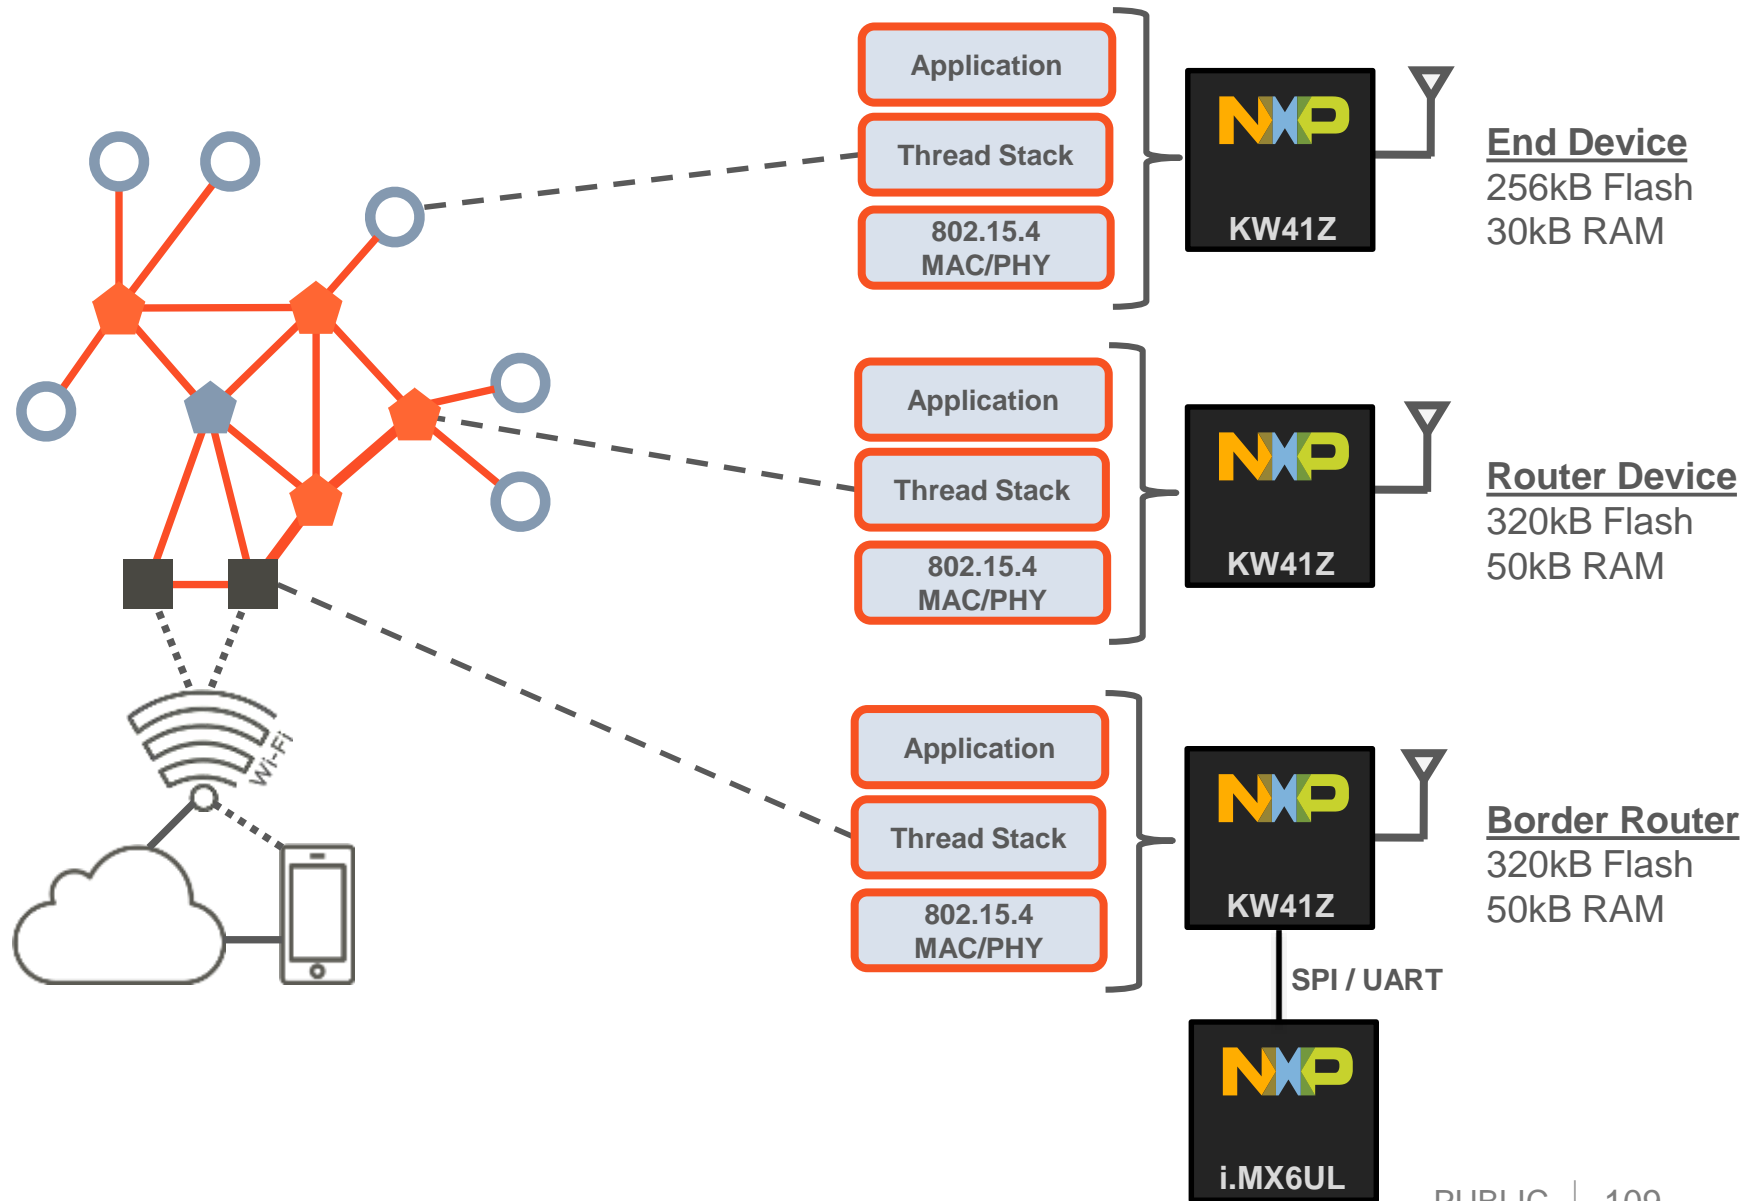 Application
Thread Stack
802.15.4
MAC/PHY
NXP
KW41Z
End Device
256kB Flash
30kB RAM
Application
Thread Stack
802.15.4
MAC/PHY
NXP
KW41Z
Router Device
320kB Flash
50kB RAM
Wi-Fi
Application
Thread Stack
802.15.4
MAC/PHY
NXP
KW41Z
Border Router
320kB Flash
50kB RAM
SPI / UART
NXP
i.MX6UL
PUBLIC | 109